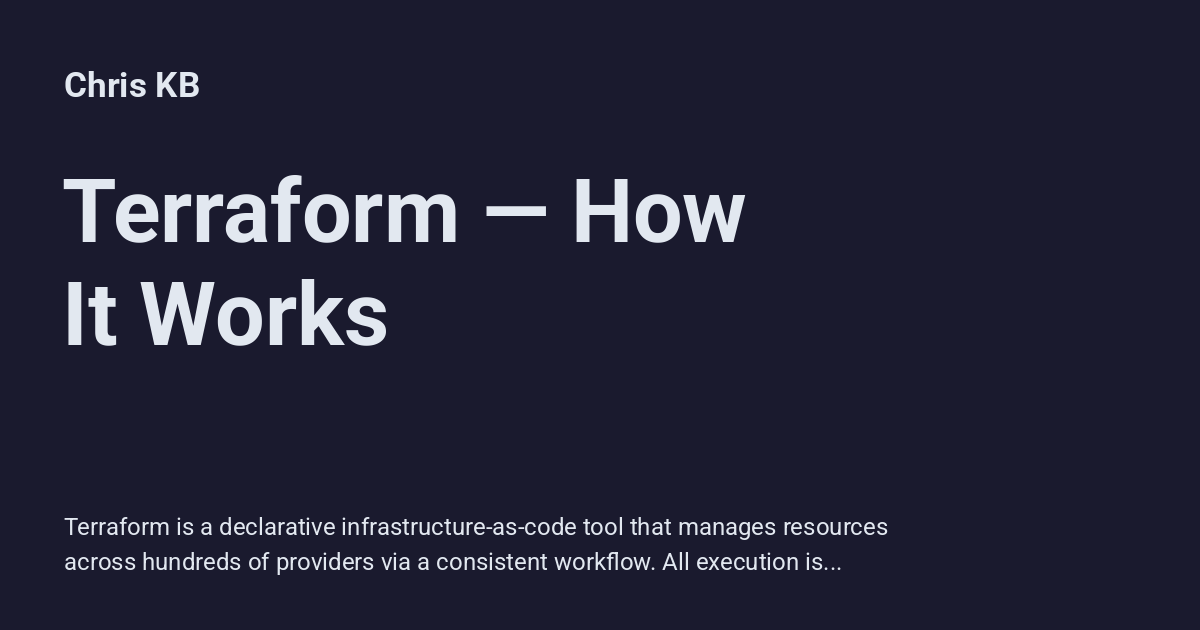 Chris KB
Terraform — How
It Works
Terraform is a declarative infrastructure-as-code tool that manages resources
across hundreds of providers via a consistent workflow. All execution is...